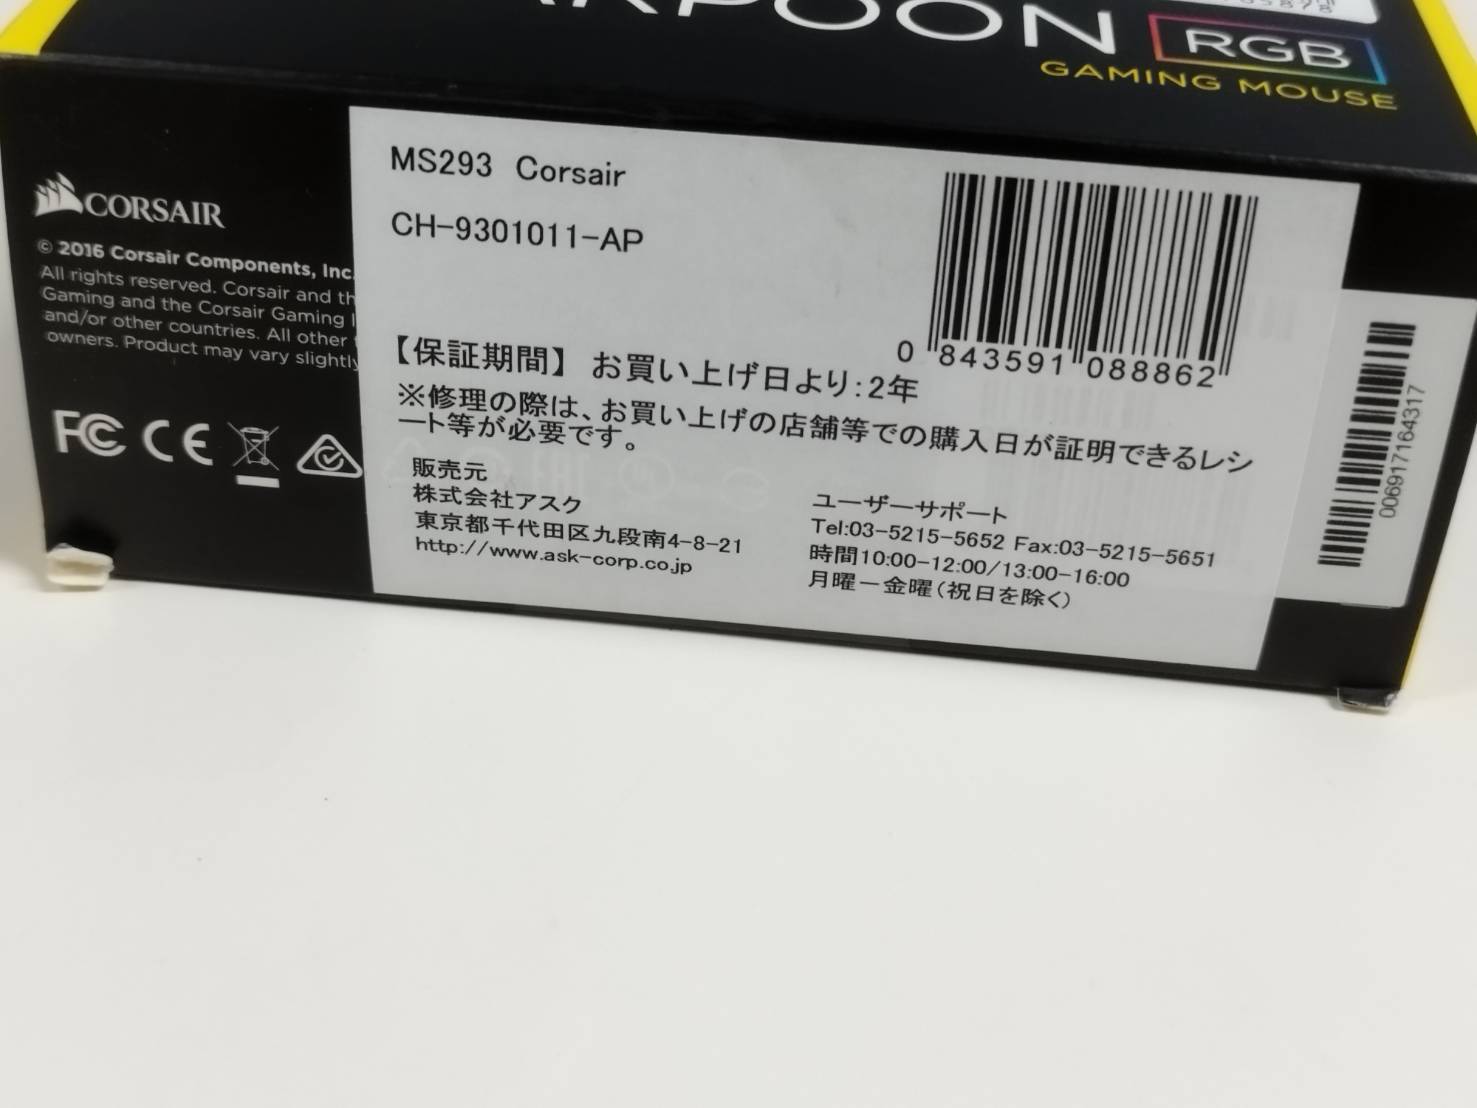 RPOON RGB
GAMING MOUSE
MS293 Corsair
CH-9301011-AP
0 843591 088862
【保証期間】 お買い上げ日より:2年
※修理の際は、お買い上げの店舗等での購入日が証明できるレシ
ート等が必要です。
販売元
株式会社アスク
東京都千代田区九段南4-8-21
http://www.ask-corp.co.jp
ユーザーサポート
Tel:03-5215-5652 Fax:03-5215-5651
時間10:00-12:00/13:00-16:00
月曜ー金曜(祝日を除く)
CORSAIR
© 2016 Corsair Components, Inc.
All rights reserved. Corsair and th
Gaming and the Corsair Gaming
and/or other countries. All other
owners. Product may vary slightly
FC CE
006917164317